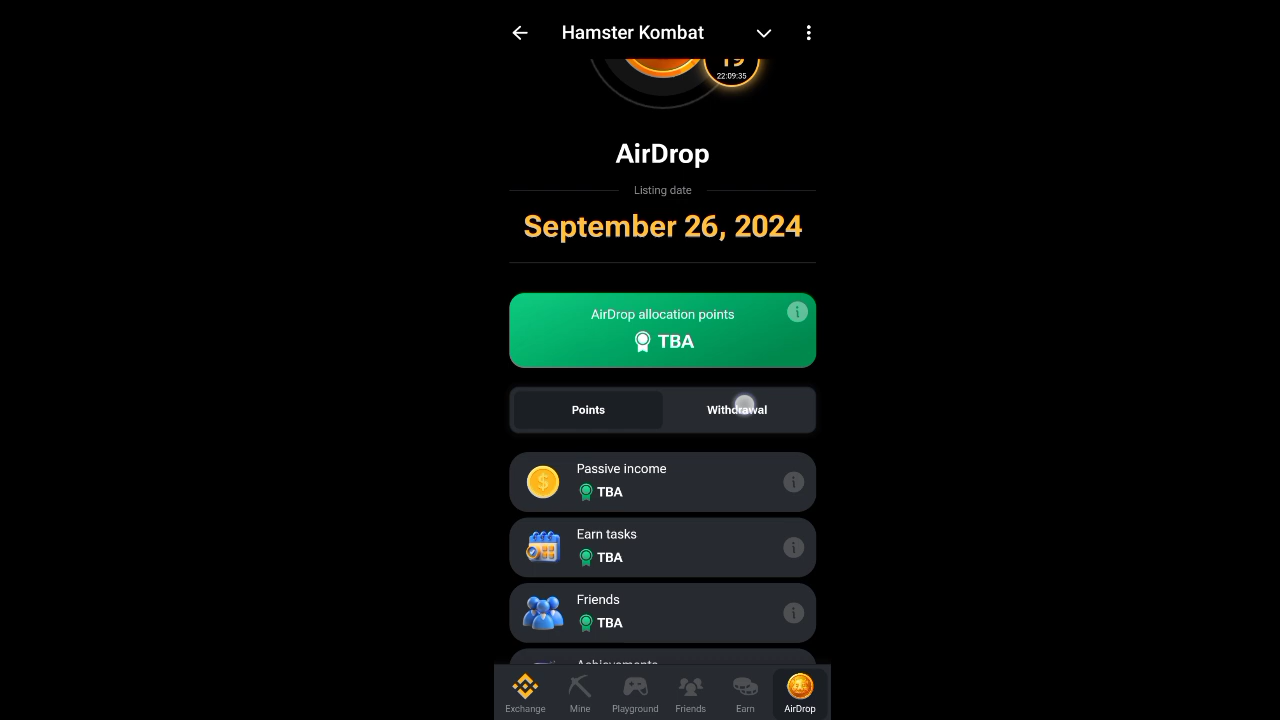 Hamster Kombat
19
22:09:35
AirDrop
Listing date
September 26, 2024
AirDrop allocation points
TBA
Points
Withdrawal
Passive income
TBA
Earn tasks
TBA
Friends
TBA
Achievements
Exchange
Mine
Playground
Friends
Earn
AirDrop